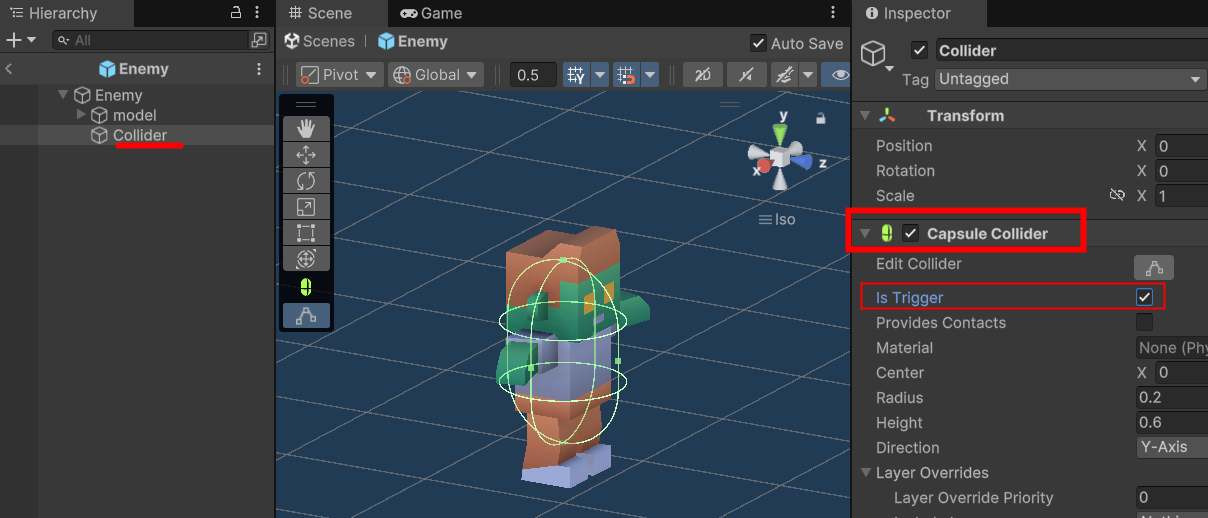 Hierarchy
All
Enemy
Enemy
model
Collider
Scene
Game
Scenes
Enemy
Auto Save
Pivot
Global
0.5
Y
2D
y
x
z
Iso
Inspector
Collider
Tag Untagged
Transform
Position X 0
Rotation X 0
Scale X 1
Capsule Collider
Edit Collider
Is Trigger
Provides Contacts
Material None (Phy
Center X 0
Radius 0.2
Height 0.6
Direction Y-Axis
Layer Overrides
Layer Override Priority 0